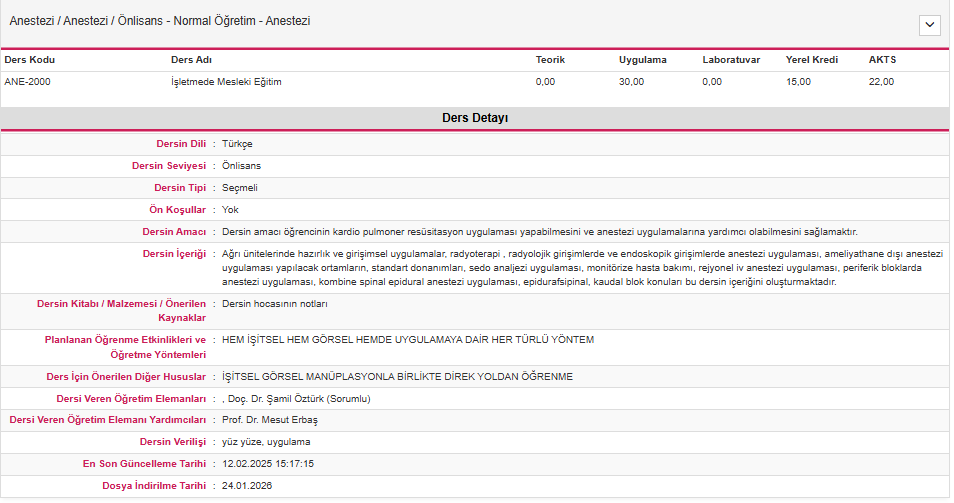 Anestezi / Anestezi / Önlisans - Normal Öğretim - Anestezi
Ders Kodu Ders Adı Teorik Uygulama Laboratuvar Yerel Kredi AKTS
ANE-2000 İşletmede Mesleki Eğitim 0,00 30,00 0,00 15,00 22,00
Ders Detayı
Dersin Dili : Türkçe
Dersin Seviyesi : Önlisans
Dersin Tipi : Seçmeli
Ön Koşullar : Yok
Dersin Amacı : Dersin amacı öğrencinin kardio pulmoner resüsitasyon uygulaması yapabilmesini ve anestezi uygulamalarına yardımcı olabilmesini sağlamaktır.
Dersin İçeriği : Ağrı ünitelerinde hazırlık ve girişimsel uygulamalar, radyoterapi , radyolojik girişimlerde ve endoskopik girişimlerde anestezi uygulaması, ameliyathane dışı anestezi
uygulaması yapılacak ortamların, standart donanımları, sedo analjezi uygulaması, monitörize hasta bakımı, rejyonel iv anestezi uygulaması, periferik bloklarda
anestezi uygulaması, kombine spinal epidural anestezi uygulaması, epidurafsipinal, kaudal blok konuları bu dersin içeriğini oluşturmaktadır.
Dersin Kitabı / Malzemesi / Önerilen : Dersin hocasının notları
Kaynaklar
Planlanan Öğrenme Etkinlikleri ve : HEM İŞİTSEL HEM GÖRSEL HEMDE UYGULAMAYA DAİR HER TÜRLÜ YÖNTEM
Öğretme Yöntemleri
Ders İçin Önerilen Diğer Hususlar : İŞİTSEL GÖRSEL MANÜPLASYONLA BİRLİKTE DİREK YOLDAN ÖĞRENME
Dersi Veren Öğretim Elemanları : , Doç. Dr. Şamil Öztürk (Sorumlu)
Dersi Veren Öğretim Elemanı Yardımcıları : Prof. Dr. Mesut Erbaş
Dersin Verilişi : yüz yüze, uygulama
En Son Güncelleme Tarihi : 12.02.2025 15:17:15
Dosya İndirilme Tarihi : 24.01.2026